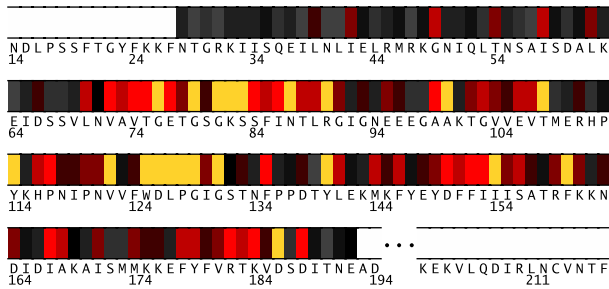 NDLPSSFTGYFKKFNTGRKIISQEILNLIELRMRKGNIQLTNSAISDALK
14 24 34 44 54
EIDSSVLNVAVTGETGSGKSSFINTLRGIGNEEEGAAKTGVVEVTMERHP
64 74 84 94 104
YKHPNIPNVVFWDLPGIGSTNFPPDTYLEKMKFYEYDFFIIISATRFKKN
114 124 134 144 154
DIDIAKAISMMKKEFYFVRTKVDSDITNEAD ... KEKVLQDIRLNCVNTF
164 174 184 194 211